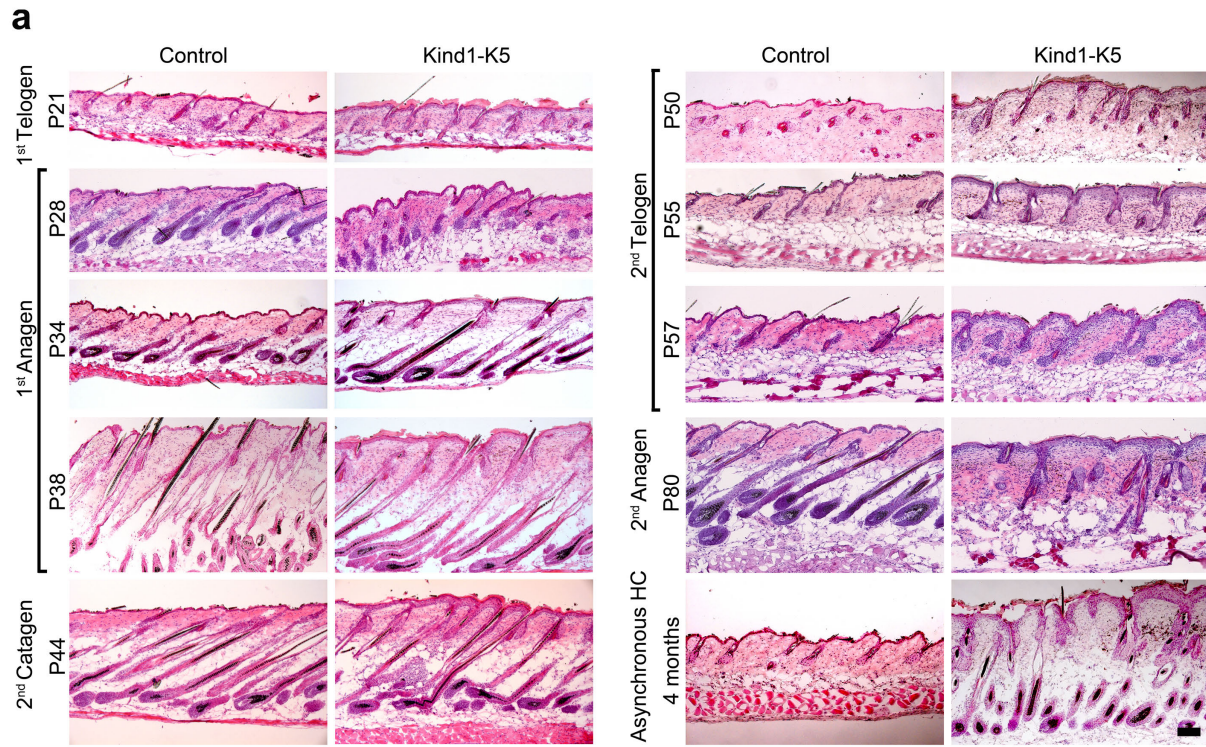 a
Control
Kind1-K5
1st Telogen
P21
1st Anagen
P28
P34
P38
2nd Catagen
P44
Control
Kind1-K5
2nd Telogen
P50
P55
P57
2nd Anagen
P80
Asynchronous HC
4 months